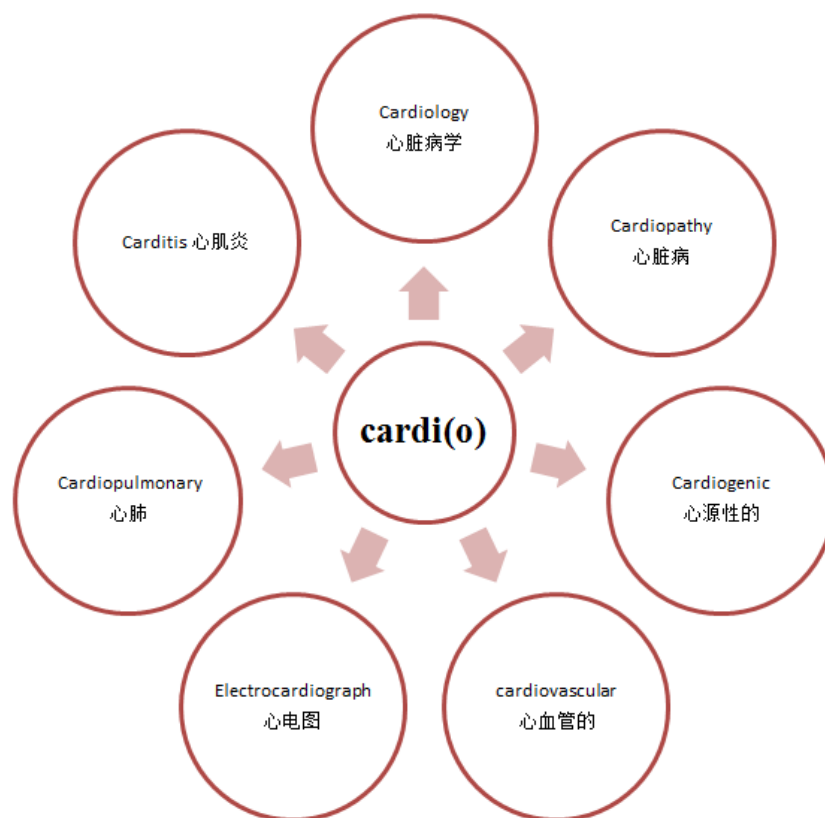 Cardiology
心脏病学
Cardiopathy
心脏病
Cardiogenic
心源性的
cardiovascular
心血管的
Electrocardiograph
心电图
Cardiopulmonary
心肺
Carditis 心肌炎
cardi(o)